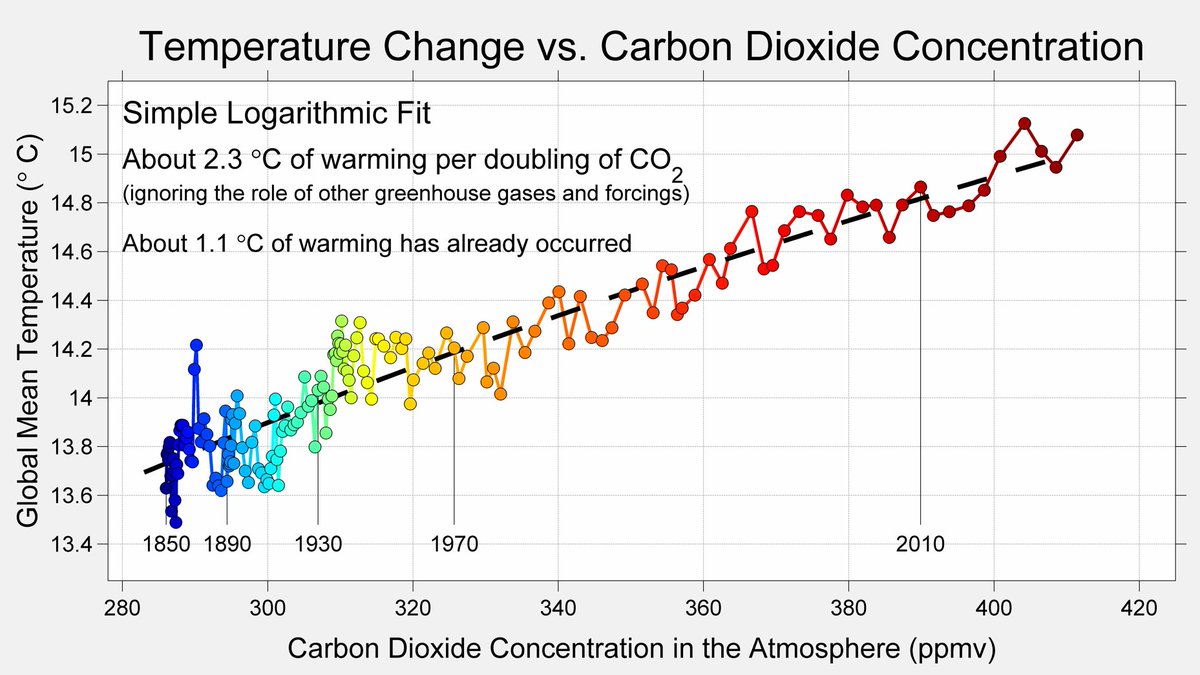 Temperature Change vs. Carbon Dioxide Concentration
Simple Logarithmic Fit
About 2.3 °C of warming per doubling of CO2
(ignoring the role of other greenhouse gases and forcings)
About 1.1 °C of warming has already occurred
Global Mean Temperature (° C)
15.2
15
14.8
14.6
14.4
14.2
14
13.8
13.6
13.4
1850 1890 1930 1970 2010
280 300 320 340 360 380 400 420
Carbon Dioxide Concentration in the Atmosphere (ppmv)